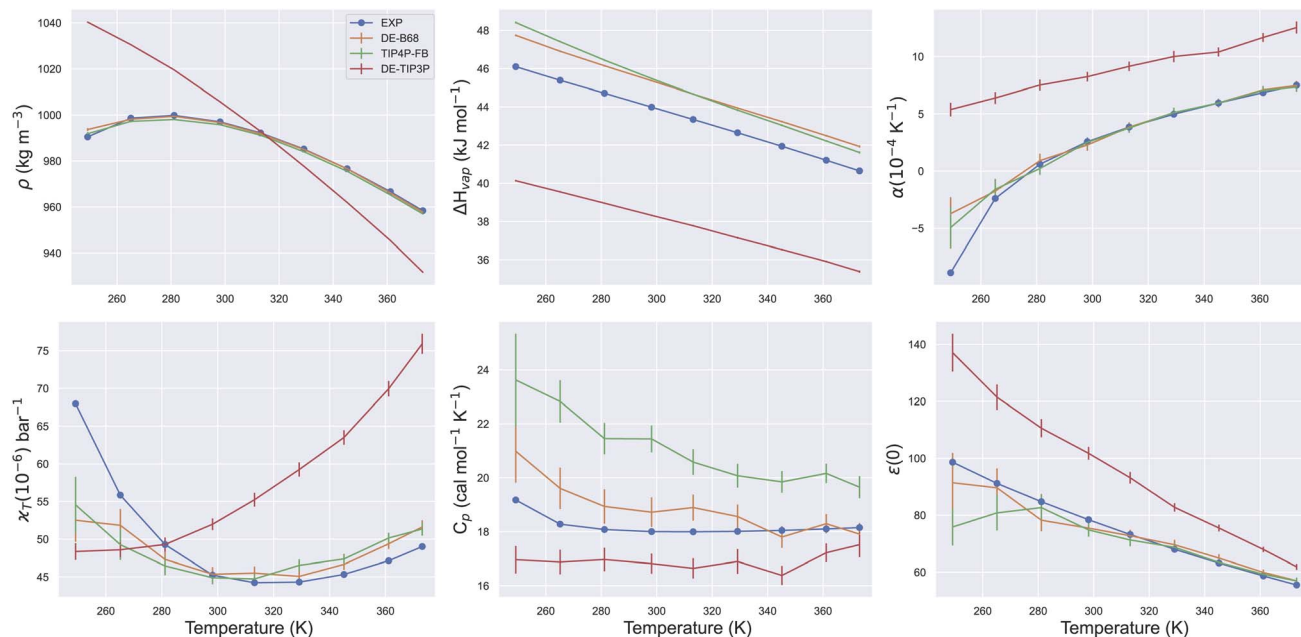 1040
1020
1000
980
960
940
ρ (kg m⁻³)
260 280 300 320 340 360
EXP
DE-B68
TIP4P-FB
DE-TIP3P
48
46
44
42
40
38
36
ΔH_vap (kJ mol⁻¹)
260 280 300 320 340 360
10
5
0
−5
α(10⁻⁴ K⁻¹)
260 280 300 320 340 360
75
70
65
60
55
50
45
ϰ_T(10⁻⁶) bar⁻¹
260 280 300 320 340 360
Temperature (K)
24
22
20
18
16
C_p (cal mol⁻¹ K⁻¹)
260 280 300 320 340 360
Temperature (K)
140
120
100
80
60
ε(0)
260 280 300 320 340 360
Temperature (K)